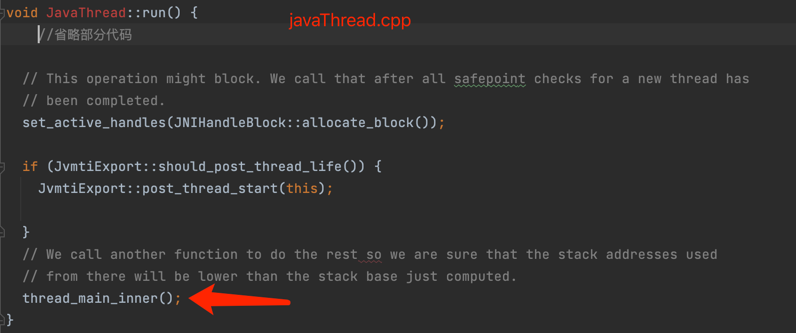 void JavaThread::run() {
javaThread.cpp
//省略部分代码
// This operation might block. We call that after all safepoint checks for a new thread has
// been completed.
set_active_handles(JNIHandleBlock::allocate_block());
if (JvmtiExport::should_post_thread_life()) {
JvmtiExport::post_thread_start(this);
}
// We call another function to do the rest so we are sure that the stack addresses used
// from there will be lower than the stack base just computed.
thread_main_inner();
}